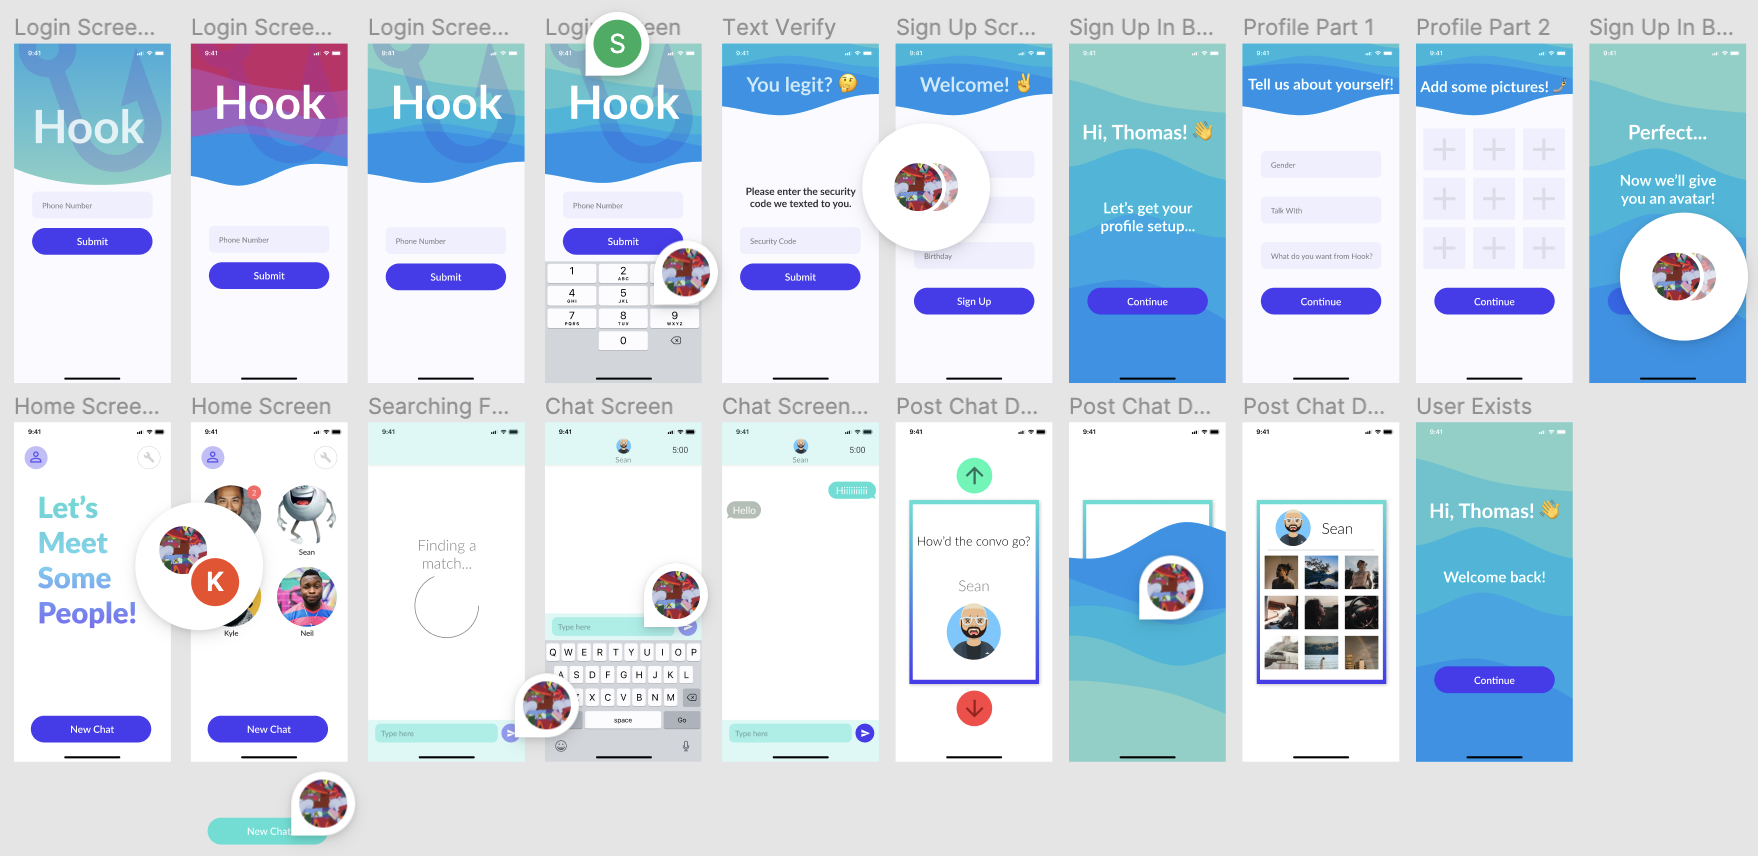 Login Scree...
Login Scree...
Login Scree...
Login Screen
Text Verify
Sign Up Scr...
Sign Up In B...
Profile Part 1
Profile Part 2
Sign Up In B...
9:41
Hook
Phone Number
Submit
9:41
Hook
Phone Number
Submit
9:41
Hook
Phone Number
Submit
S
9:41
Hook
Phone Number
Submit
1
2
ABC
4
GHI
5
JKL
7
PQRS
8
TUV
9
WXYZ
0
9:41
You legit? 🤔
Please enter the security
code we texted to you.
Security Code
Submit
9:41
Welcome! ✌
Birthday
Sign Up
9:41
Hi, Thomas! 👋
Let's get your
profile setup...
Continue
9:41
Tell us about yourself!
Gender
Talk With
What do you want from Hook?
Continue
9:41
Add some pictures! 🤳
Continue
9:41
Perfect...
Now we'll give
you an avatar!
Home Scree...
Home Screen
Searching F...
Chat Screen
Chat Screen...
Post Chat D...
Post Chat D...
Post Chat D...
User Exists
9:41
Let's
Meet
Some
People!
New Chat
9:41
2
Sean
K
Kyle
Neil
New Chat
New Chat
9:41
Finding a
match...
Type here
9:41
Sean
5:00
Type here
Q W E R T Y U I O P
A S D F G H J K L
X C V B N M
space
Go
9:41
Sean
5:00
Hiiiiiiiiii
Hello
Type here
9:41
How'd the convo go?
Sean
9:41
9:41
Sean
9:41
Hi, Thomas! 👋
Welcome back!
Continue